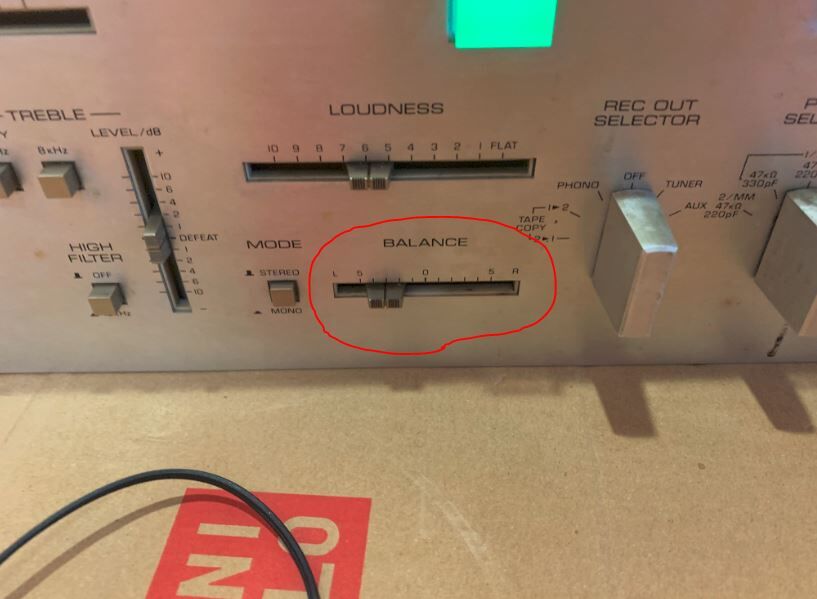 TREBLE
LEVEL/dB
8kHz
+
10
6
4
2
1
DEFEAT
1
2
4
6
10
-
HIGH
FILTER
OFF
LOUDNESS
10 9 8 7 6 5 4 3 2 1 FLAT
MODE
STEREO
MONO
BALANCE
L 5 0 5 R
REC OUT
SELECTOR
PHONO
OFF
TUNER
AUX
TAPE
COPY
1▶2
2▶1
47kΩ
330pF
2/MM
47kΩ
220pF